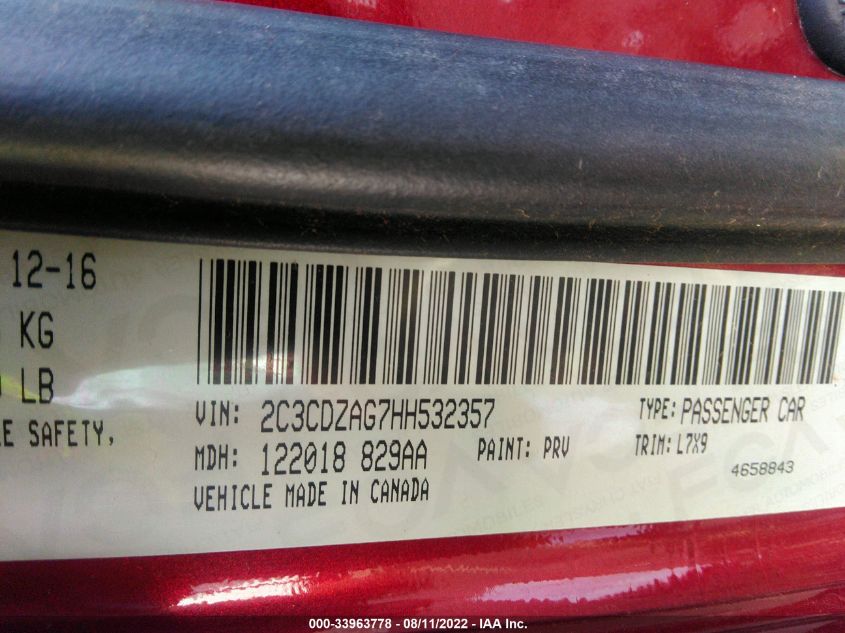 12-16
KG
LB
SAFETY,
VIN: 2C3CDZAG7HH532357
TYPE: PASSENGER CAR
MDH: 122018 829AA
PAINT: PRV
TRIM: L7X9
4658843
VEHICLE MADE IN CANADA
000-33963778 - 08/11/2022 - IAA Inc.